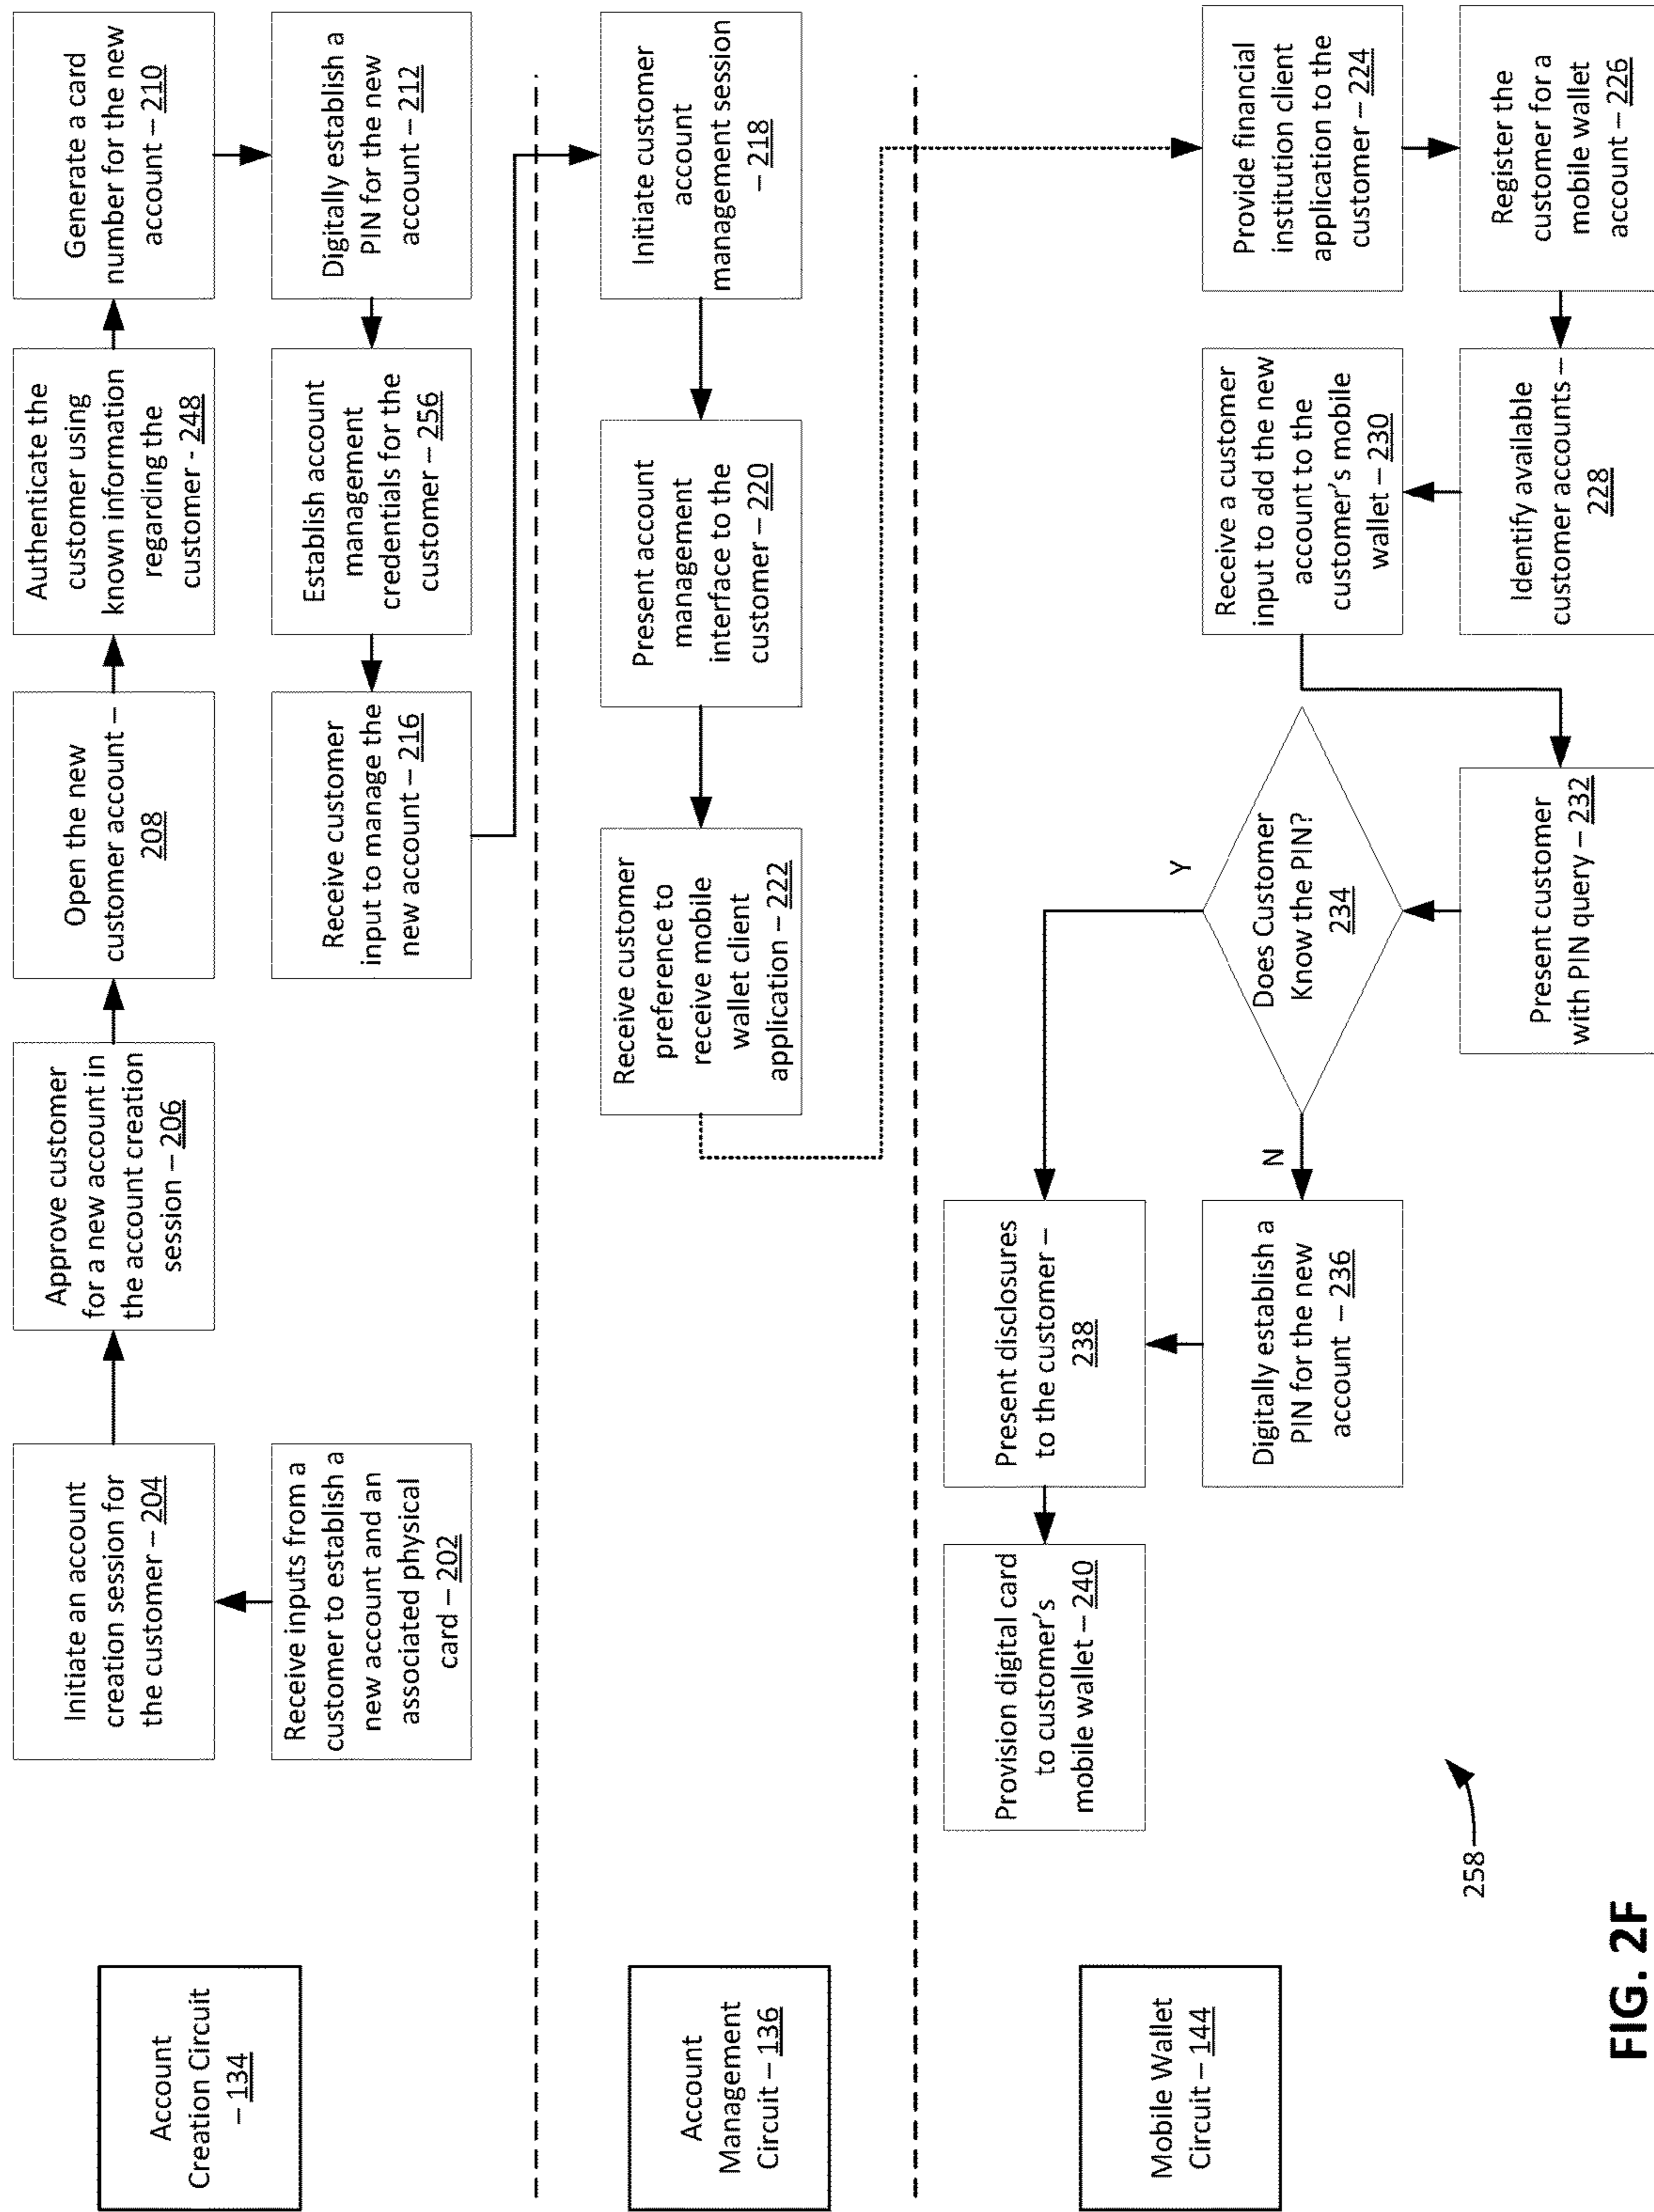 Account
Creation Circuit
– 134
Receive inputs from a
customer to establish a
new account and an
associated physical
card – 202
Initiate an account
creation session for
the customer – 204
Approve customer
for a new account in
the account creation
session – 206
Open the new
customer account –
208
Authenticate the
customer using
known information
regarding the
customer - 248
Generate a card
number for the new
account – 210
Digitally establish a
PIN for the new
account – 212
Establish account
management
credentials for the
customer – 256
Receive customer
input to manage the
new account – 216
Account
Management
Circuit – 136
Initiate customer
account
management session
– 218
Present account
management
interface to the
customer – 220
Receive customer
preference to
receive mobile
wallet client
application – 222
Mobile Wallet
Circuit – 144
Provide financial
institution client
application to the
customer – 224
Register the
customer for a
mobile wallet
account – 226
Identify available
customer accounts –
228
Receive a customer
input to add the new
account to the
customer's mobile
wallet – 230
Present customer
with PIN query – 232
Does Customer
Know the PIN?
234
Y
N
Digitally establish a
PIN for the new
account – 236
Present disclosures
to the customer –
238
Provision digital card
to customer's
mobile wallet – 240
258
FIG. 2F